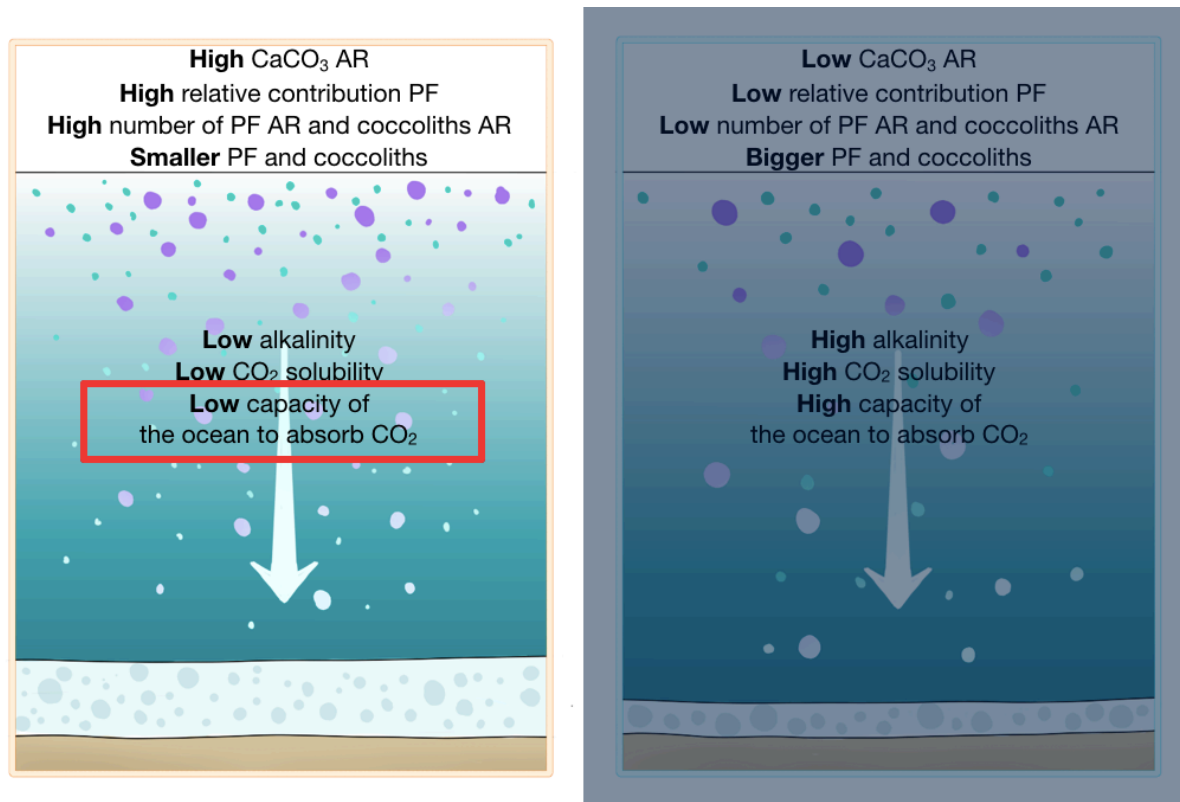 High CaCO₃ AR
High relative contribution PF
High number of PF AR and coccoliths AR
Smaller PF and coccoliths
Low alkalinity
Low CO₂ solubility
Low capacity of
the ocean to absorb CO₂
Low CaCO₃ AR
Low relative contribution PF
Low number of PF AR and coccoliths AR
Bigger PF and coccoliths
High alkalinity
High CO₂ solubility
High capacity of
the ocean to absorb CO₂